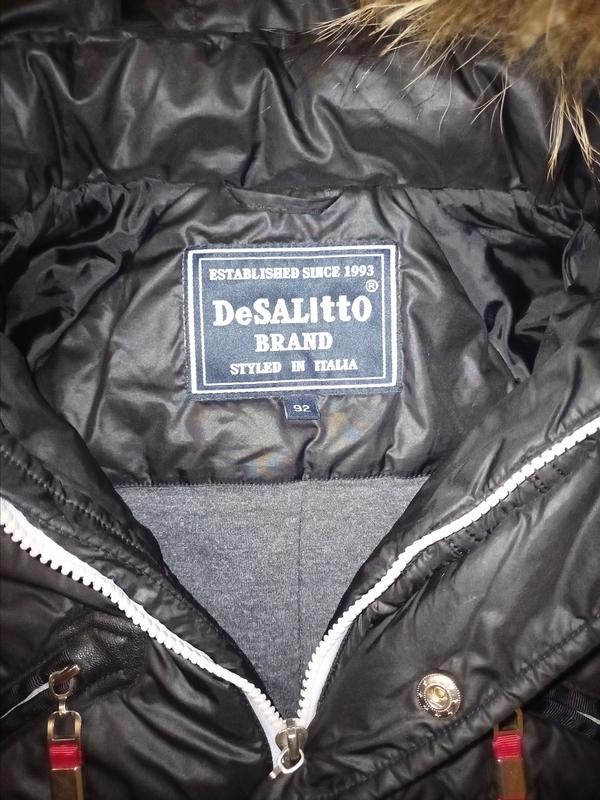 ESTABLISHED SINCE 1993
DeSALIttO®
BRAND
STYLED IN ITALIA
92